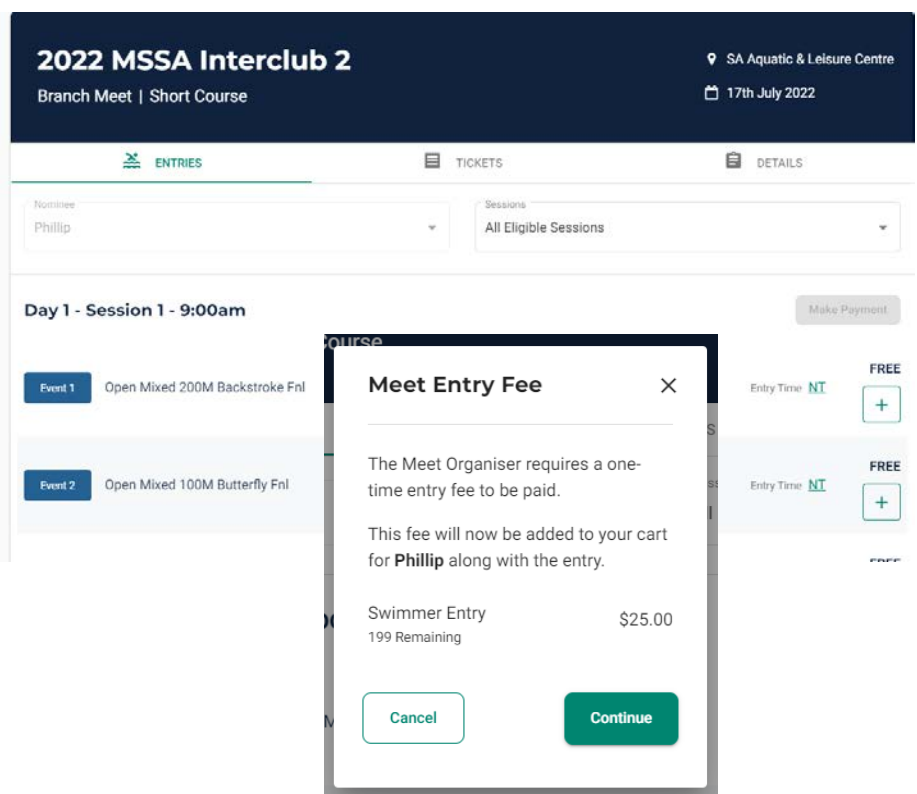 2022 MSSA Interclub 2
Branch Meet | Short Course
SA Aquatic & Leisure Centre
17th July 2022
ENTRIES
TICKETS
DETAILS
Nominee
Phillip
Sessions
All Eligible Sessions
Day 1 - Session 1 - 9:00am
Make Payment
Event 1
Open Mixed 200M Backstroke Fnl
Entry Time NT
FREE
+
Event 2
Open Mixed 100M Butterfly Fnl
Entry Time NT
FREE
+
Course
Meet Entry Fee
The Meet Organiser requires a one-
time entry fee to be paid.
This fee will now be added to your cart
for Phillip along with the entry.
Swimmer Entry
$25.00
199 Remaining
Cancel
Continue